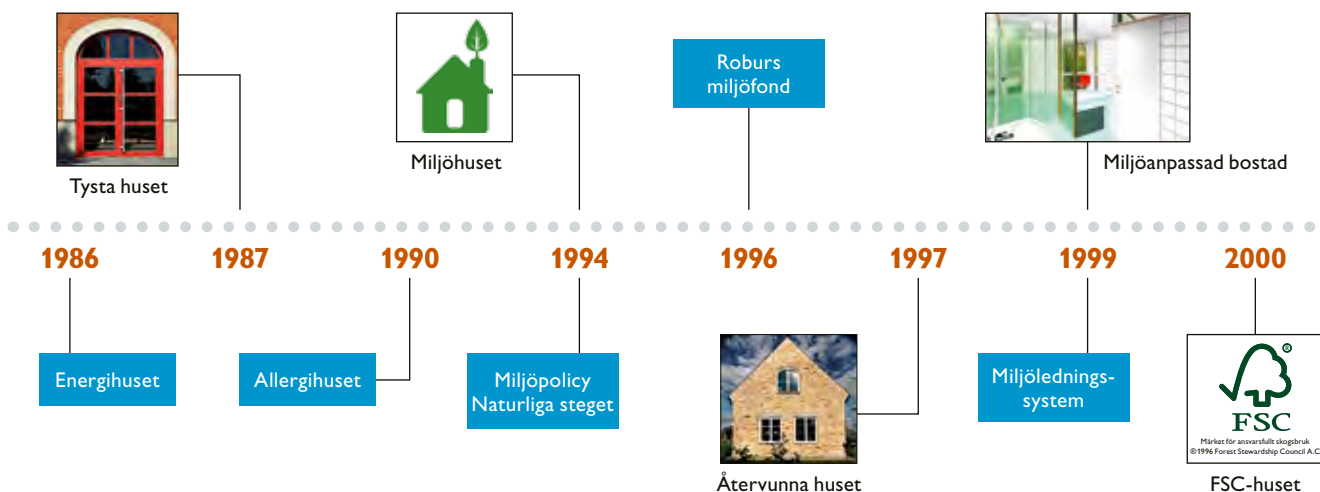 Roburs
miljöfond
Tysta huset
Miljöhuset
Miljöanpassad bostad
1986
1987
1990
1994
1996
1997
1999
2000
Energihuset
Allergihuset
Miljöpolicy
Naturliga steget
Miljölednings-
system
®
FSC
Märket för ansvarsfullt skogsbruk
©1996 Forest Stewardship Council A.C
Återvunna huset
FSC-huset